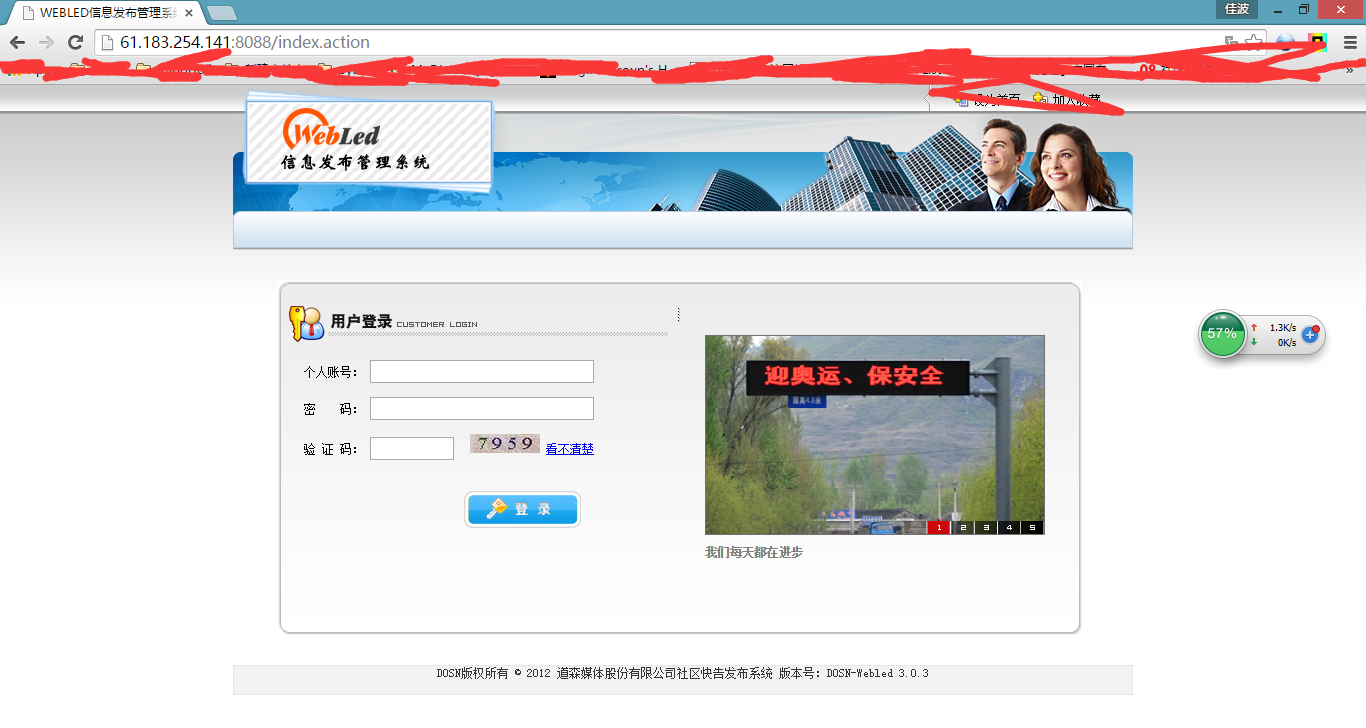 WEBLED信息发布管理系
佳波
61.183.254.141:8088/index.action
设为首页 加入收藏
WebLed
信息发布管理系统
用户登录 CUSTOMER LOGIN
个人账号：
密 码：
验 证 码： 7959 看不清楚
登 录
迎奥运、保安全
1 2 3 4 5
我们每天都在进步
57% 1.3K/s
0K/s
DOSN版权所有 © 2012 道森媒体股份有限公司社区快告发布系统 版本号：DOSN-Webled 3.0.3